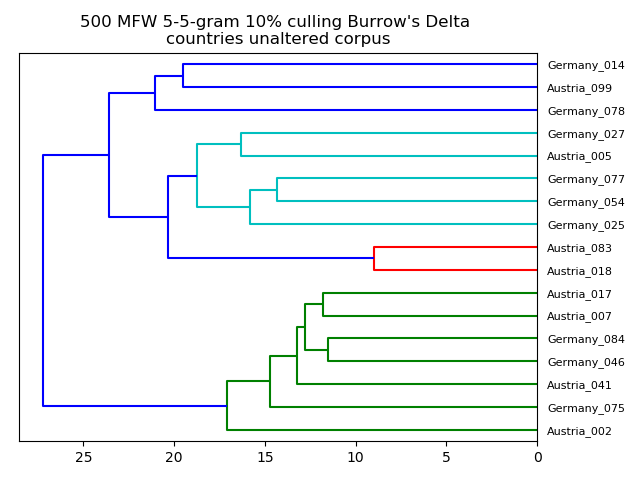 500 MFW 5-5-gram 10% culling Burrow's Delta
countries unaltered corpus
Germany_014
Austria_099
Germany_078
Germany_027
Austria_005
Germany_077
Germany_054
Germany_025
Austria_083
Austria_018
Austria_017
Austria_007
Germany_084
Germany_046
Austria_041
Germany_075
Austria_002
25 20 15 10 5 0